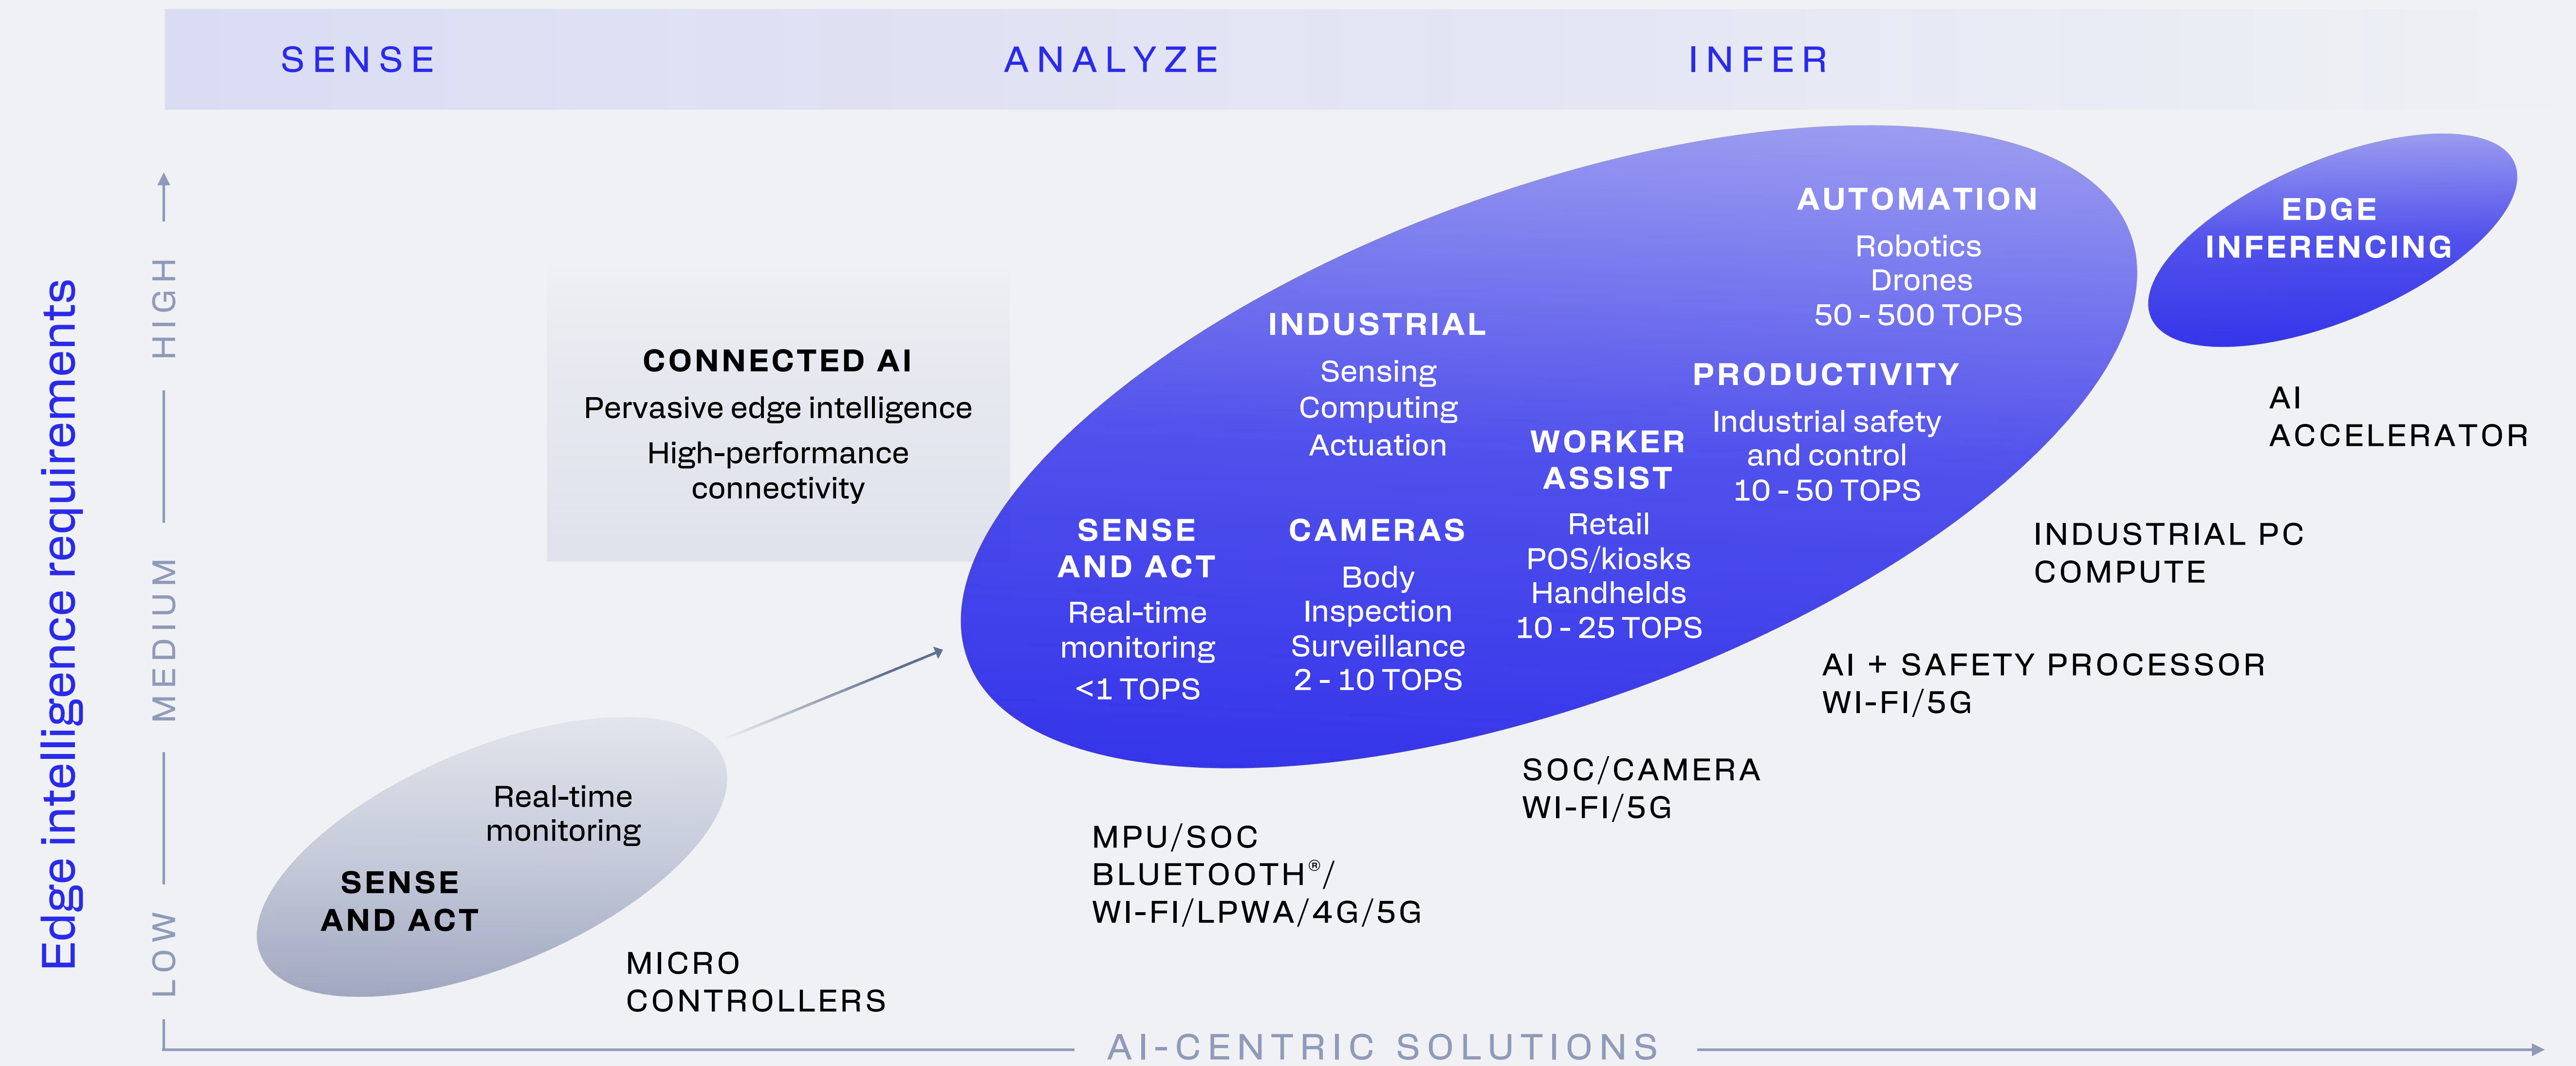 SENSE
ANALYZE
INFER
Edge intelligence requirements
HIGH
MEDIUM
LOW
CONNECTED AI
Pervasive edge intelligence
High-performance
connectivity
SENSE
AND ACT
Real-time
monitoring
MICRO
CONTROLLERS
SENSE
AND ACT
Real-time
monitoring
<1 TOPS
INDUSTRIAL
Sensing
Computing
Actuation
CAMERAS
Body
Inspection
Surveillance
2 - 10 TOPS
WORKER
ASSIST
Retail
POS/kiosks
Handhelds
10 - 25 TOPS
AUTOMATION
Robotics
Drones
50 - 500 TOPS
PRODUCTIVITY
Industrial safety
and control
10 - 50 TOPS
EDGE
INFERENCING
AI
ACCELERATOR
INDUSTRIAL PC
COMPUTE
AI + SAFETY PROCESSOR
WI-FI/5G
SOC/CAMERA
WI-FI/5G
MPU/SOC
BLUETOOTH®/
WI-FI/LPWA/4G/5G
AI-CENTRIC SOLUTIONS